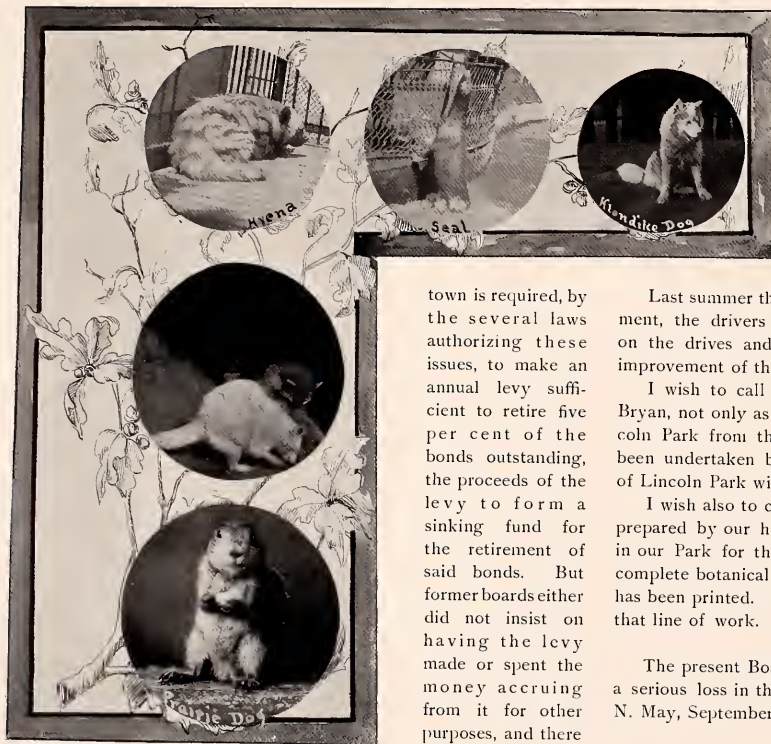 Hyena
Seal
Klondike Dog
Prairie Dog
town is required, by
the several laws
authorizing these
issues, to make an
annual levy suffi-
cient to retire five
per cent of the
bonds outstanding,
the proceeds of the
levy to form a
sinking fund for
the retirement of
said bonds. But
former boards either
did not insist on
having the levy
made or spent the
money accruing
from it for other
purposes, and there
Last summer th
ment, the drivers
on the drives and
improvement of th
I wish to call
Bryan, not only as
coln Park from th
been undertaken b
of Lincoln Park wi
I wish also to c
prepared by our h
in our Park for th
complete botanical
has been printed.
that line of work.
The present Bo
a serious loss in th
N. May, September